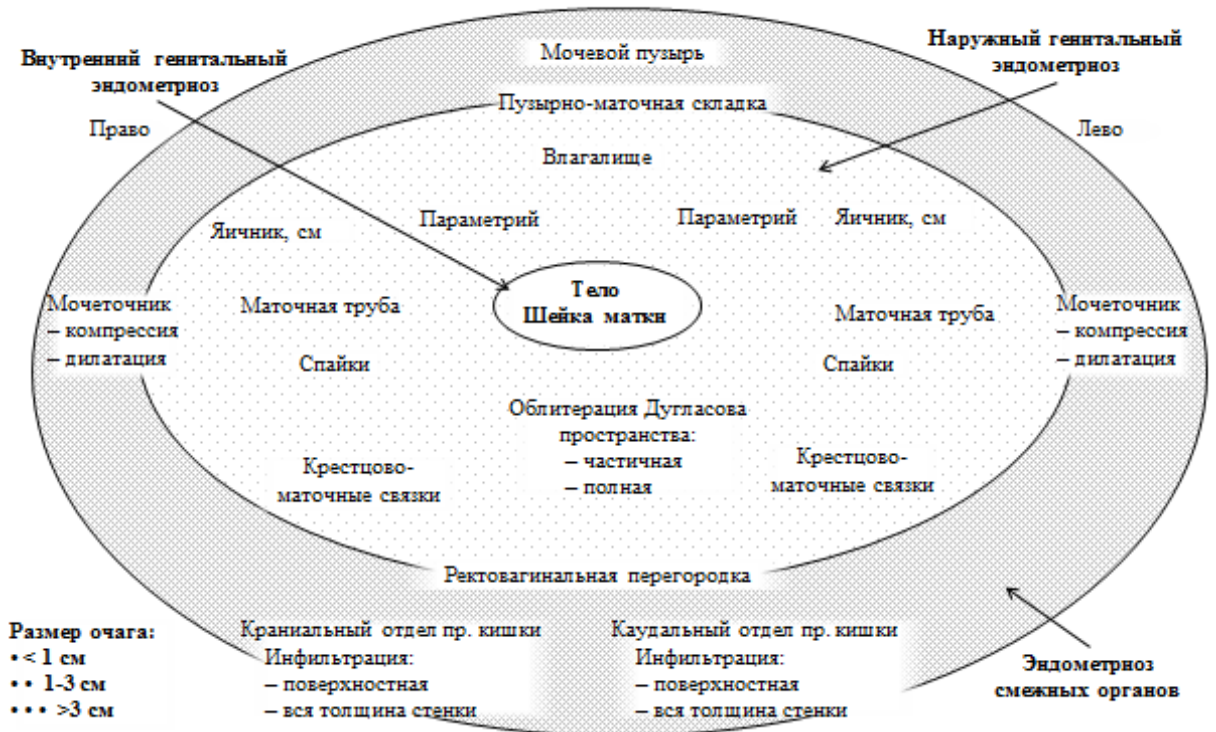 Мочевой пузырь
Внутренний генитальный
эндометриоз
Наружный генитальный
эндометриоз
Пузырно-маточная складка
Право
Лево
Влагалище
Яичник, см
Параметрий
Параметрий
Яичник, см
Тело
Шейка матки
Мочеточник
– компрессия
– дилатация
Маточная труба
Маточная труба
Мочеточник
– компрессия
– дилатация
Спайки
Спайки
Облитерация Дугласова
пространства:
– частичная
– полная
Крестцово-
маточные связки
Крестцово-
маточные связки
Ректовагинальная перегородка
Размер очага:
• < 1 см
• • 1-3 см
• • • >3 см
Краниальный отдел пр. кишки
Инфильтрация:
– поверхностная
– вся толщина стенки
Каудальный отдел пр. кишки
Инфильтрация:
– поверхностная
– вся толщина стенки
Эндометриоз
смежных органов